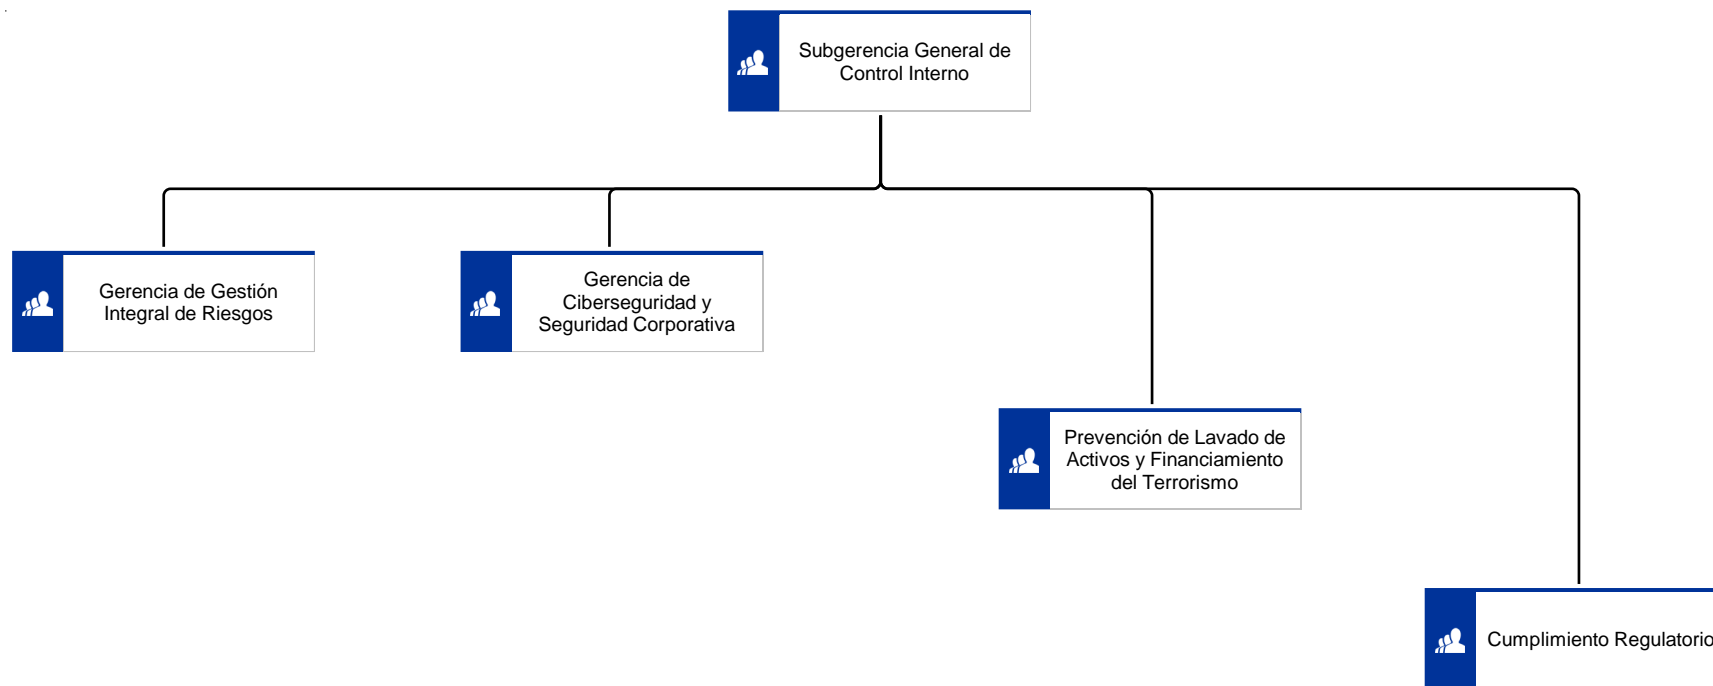 Subgerencia General de
Control Interno
Gerencia de Gestión
Integral de Riesgos
Gerencia de
Ciberseguridad y
Seguridad Corporativa
Prevención de Lavado de
Activos y Financiamiento
del Terrorismo
Cumplimiento Regulatorio